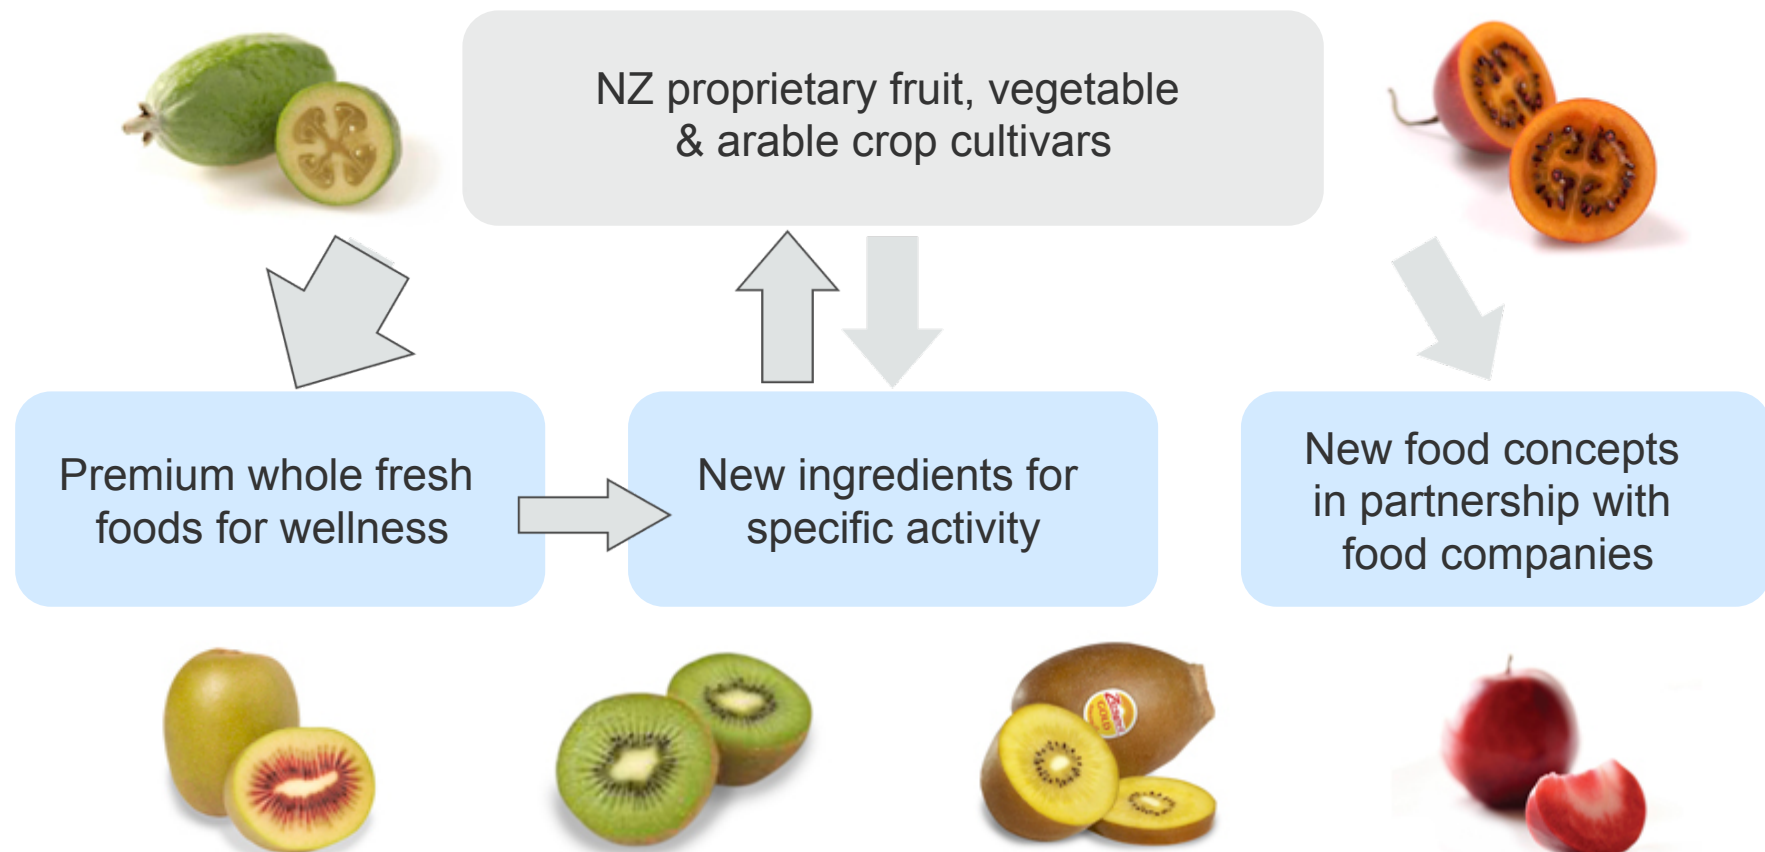 NZ proprietary fruit, vegetable
& arable crop cultivars
Premium whole fresh
foods for wellness
New ingredients for
specific activity
New food concepts
in partnership with
food companies
GOLD